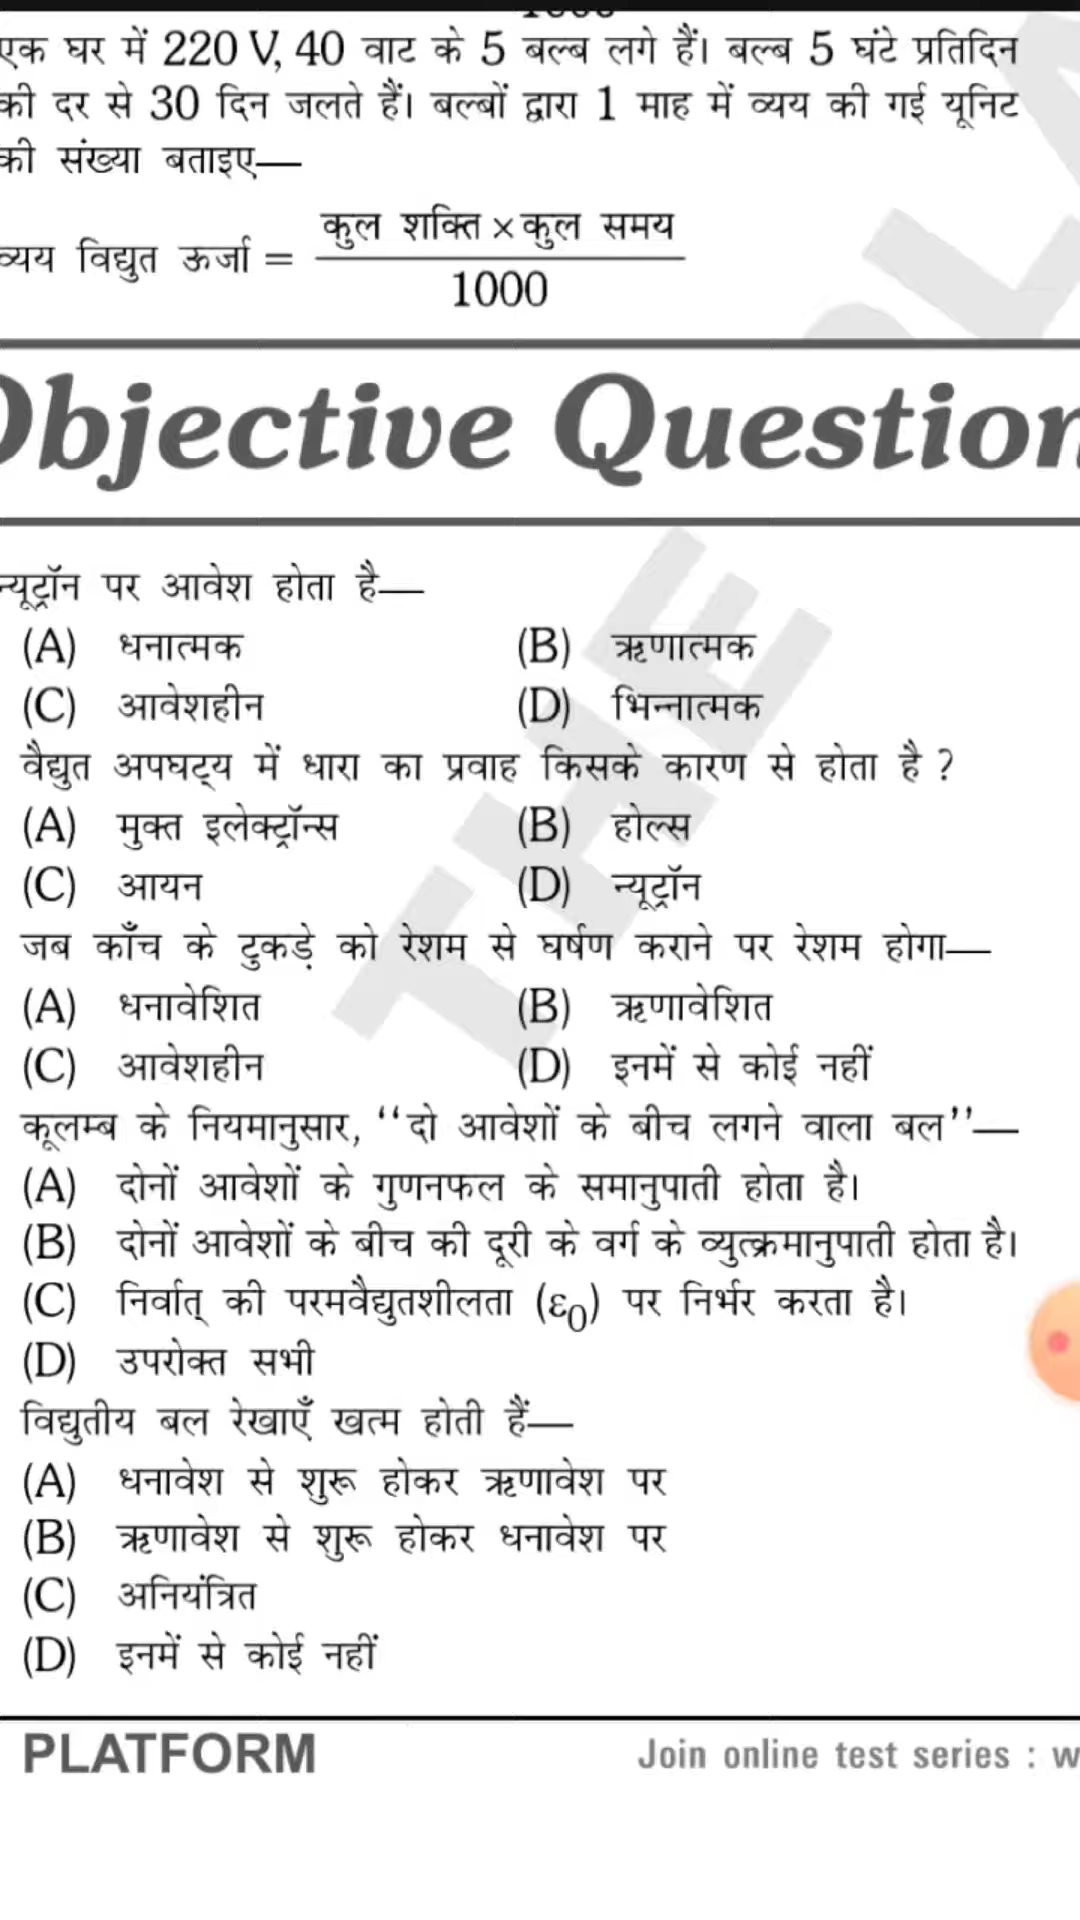 एक घर में 220 V, 40 वाट के 5 बल्ब लगे हैं। बल्ब 5 घंटे प्रतिदिन
की दर से 30 दिन जलते हैं। बल्बों द्वारा 1 माह में व्यय की गई यूनिट
की संख्या बताइए—
व्यय विद्युत ऊर्जा = कुल शक्ति × कुल समय / 1000
Objective Question
न्यूट्रॉन पर आवेश होता है—
(A) धनात्मक (B) ऋणात्मक
(C) आवेशहीन (D) भिन्नात्मक
वैद्युत अपघट्य में धारा का प्रवाह किसके कारण से होता है ?
(A) मुक्त इलेक्ट्रॉन्स (B) होल्स
(C) आयन (D) न्यूट्रॉन
जब काँच के टुकड़े को रेशम से घर्षण कराने पर रेशम होगा—
(A) धनावेशित (B) ऋणावेशित
(C) आवेशहीन (D) इनमें से कोई नहीं
कूलम्ब के नियमानुसार, ‘‘दो आवेशों के बीच लगने वाला बल’’—
(A) दोनों आवेशों के गुणनफल के समानुपाती होता है।
(B) दोनों आवेशों के बीच की दूरी के वर्ग के व्युत्क्रमानुपाती होता है।
(C) निर्वात् की परमवैद्युतशीलता (ε₀) पर निर्भर करता है।
(D) उपरोक्त सभी
विद्युतीय बल रेखाएँ खत्म होती हैं—
(A) धनावेश से शुरू होकर ऋणावेश पर
(B) ऋणावेश से शुरू होकर धनावेश पर
(C) अनियंत्रित
(D) इनमें से कोई नहीं
THE
PLATFORM
Join online test series : w